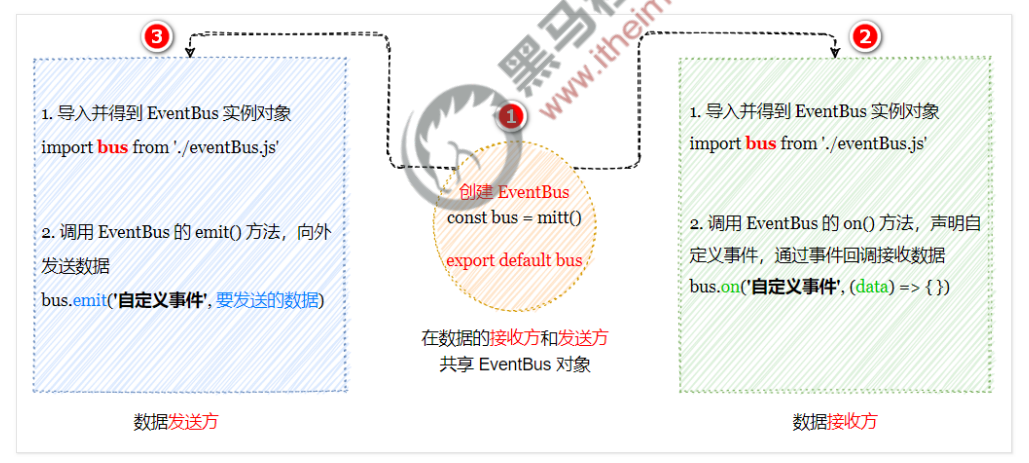 3
1. 导入并得到 EventBus 实例对象
import bus from './eventBus.js'
2. 调用 EventBus 的 emit() 方法，向外
发送数据
bus.emit('自定义事件', 要发送的数据)
数据发送方
黑马
www.itheim
1
创建 EventBus
const bus = mitt()
export default bus
在数据的接收方和发送方
共享 EventBus 对象
2
1. 导入并得到 EventBus 实例对象
import bus from './eventBus.js'
2. 调用 EventBus 的 on() 方法，声明自
定义事件，通过事件回调接收数据
bus.on('自定义事件', (data) => { })
数据接收方